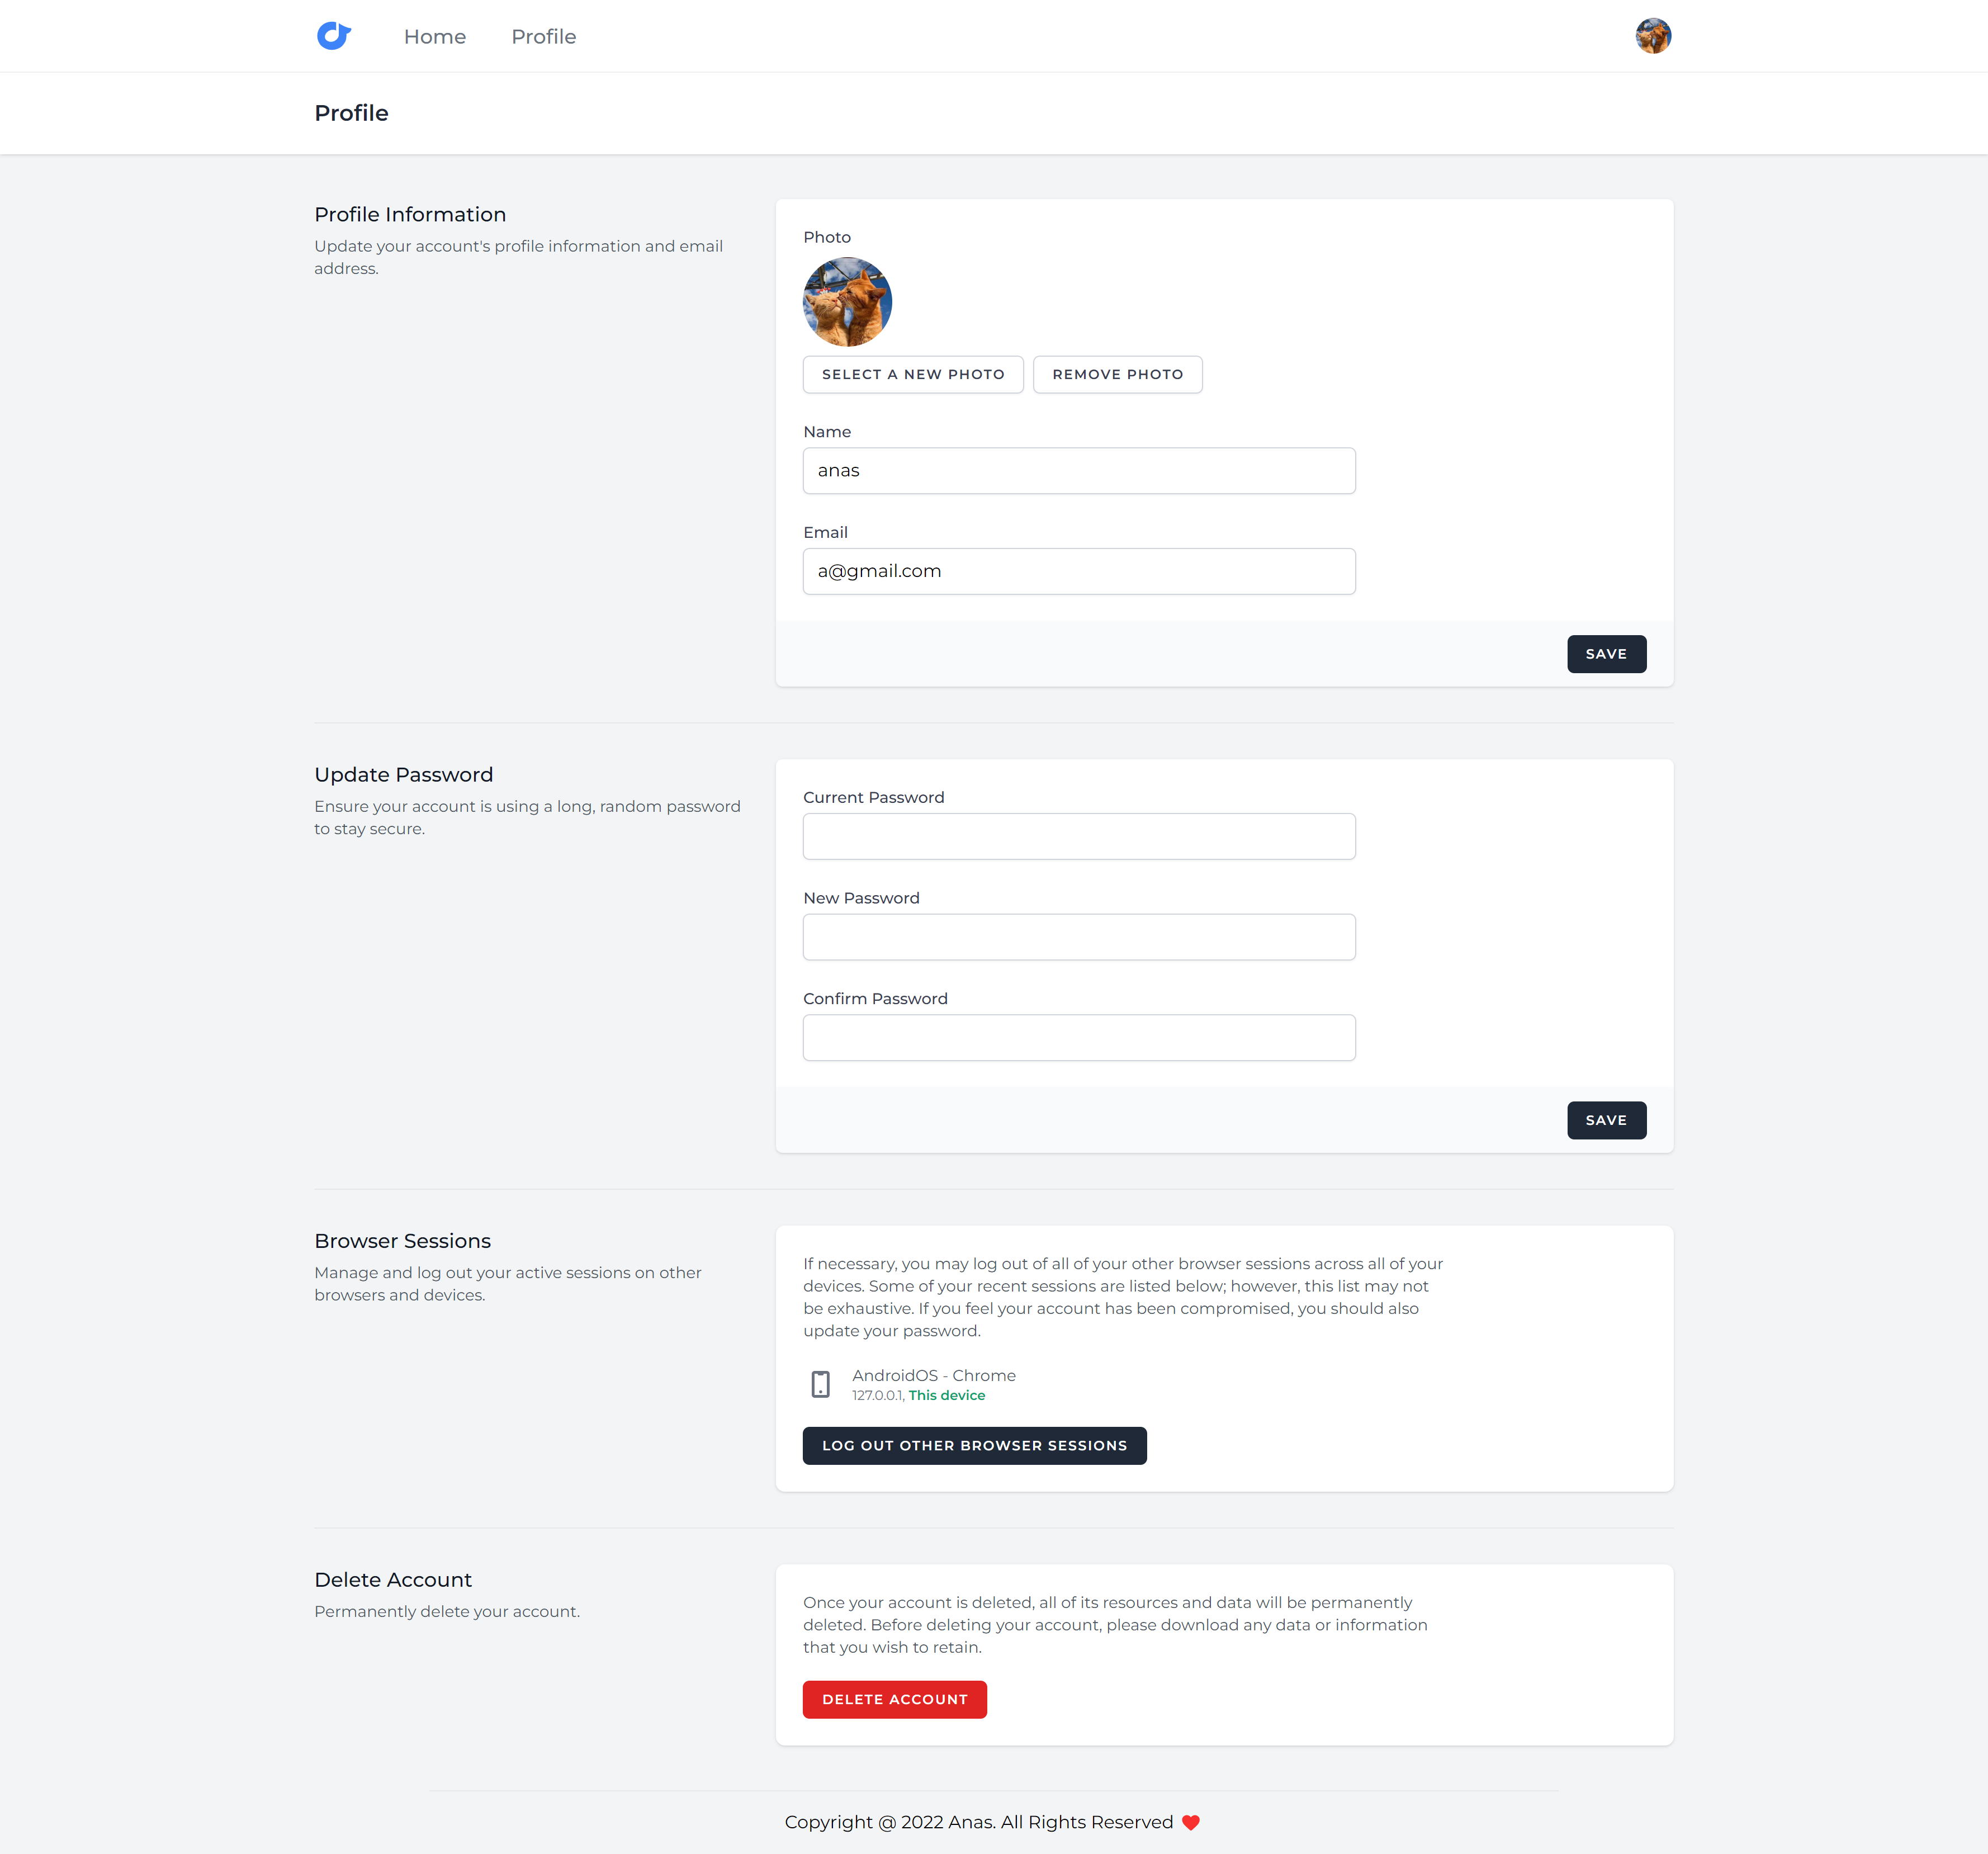 Home
Profile
Profile
Profile Information
Update your account's profile information and email
address.
Photo
SELECT A NEW PHOTO
REMOVE PHOTO
Name
anas
Email
a@gmail.com
SAVE
Update Password
Ensure your account is using a long, random password
to stay secure.
Current Password
New Password
Confirm Password
SAVE
Browser Sessions
Manage and log out your active sessions on other
browsers and devices.
If necessary, you may log out of all of your other browser sessions across all of your
devices. Some of your recent sessions are listed below; however, this list may not
be exhaustive. If you feel your account has been compromised, you should also
update your password.
AndroidOS - Chrome
127.0.0.1, This device
LOG OUT OTHER BROWSER SESSIONS
Delete Account
Permanently delete your account.
Once your account is deleted, all of its resources and data will be permanently
deleted. Before deleting your account, please download any data or information
that you wish to retain.
DELETE ACCOUNT
Copyright @ 2022 Anas. All Rights Reserved ❤